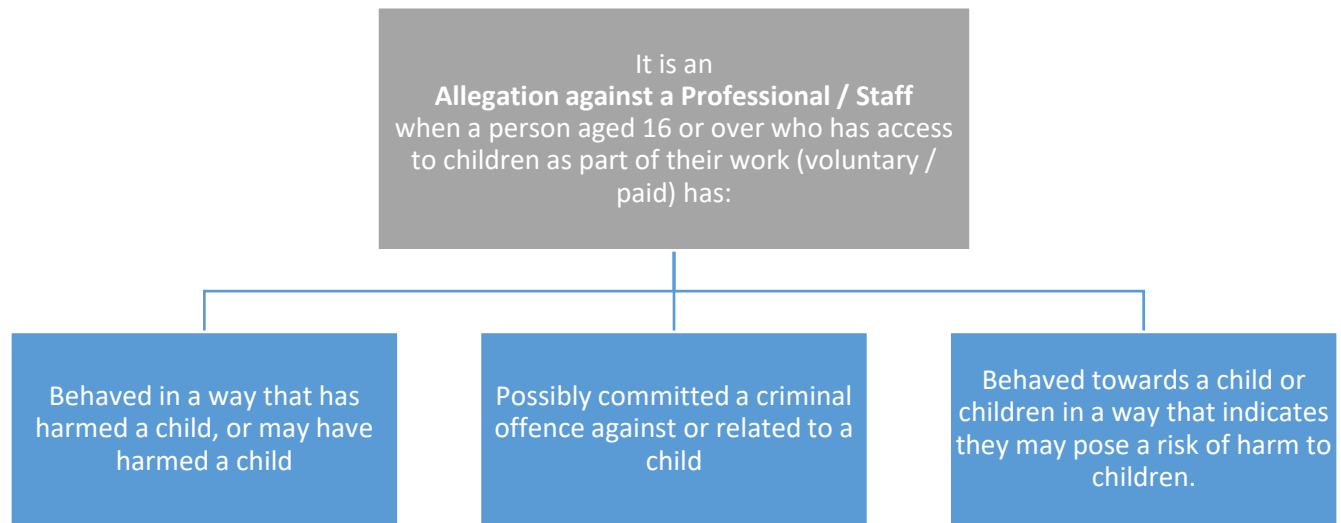 It is an
Allegation against a Professional / Staff
when a person aged 16 or over who has access
to children as part of their work (voluntary /
paid) has:
Behaved in a way that has
harmed a child, or may have
harmed a child
Possibly committed a criminal
offence against or related to a
child
Behaved towards a child or
children in a way that indicates
they may pose a risk of harm to
children.